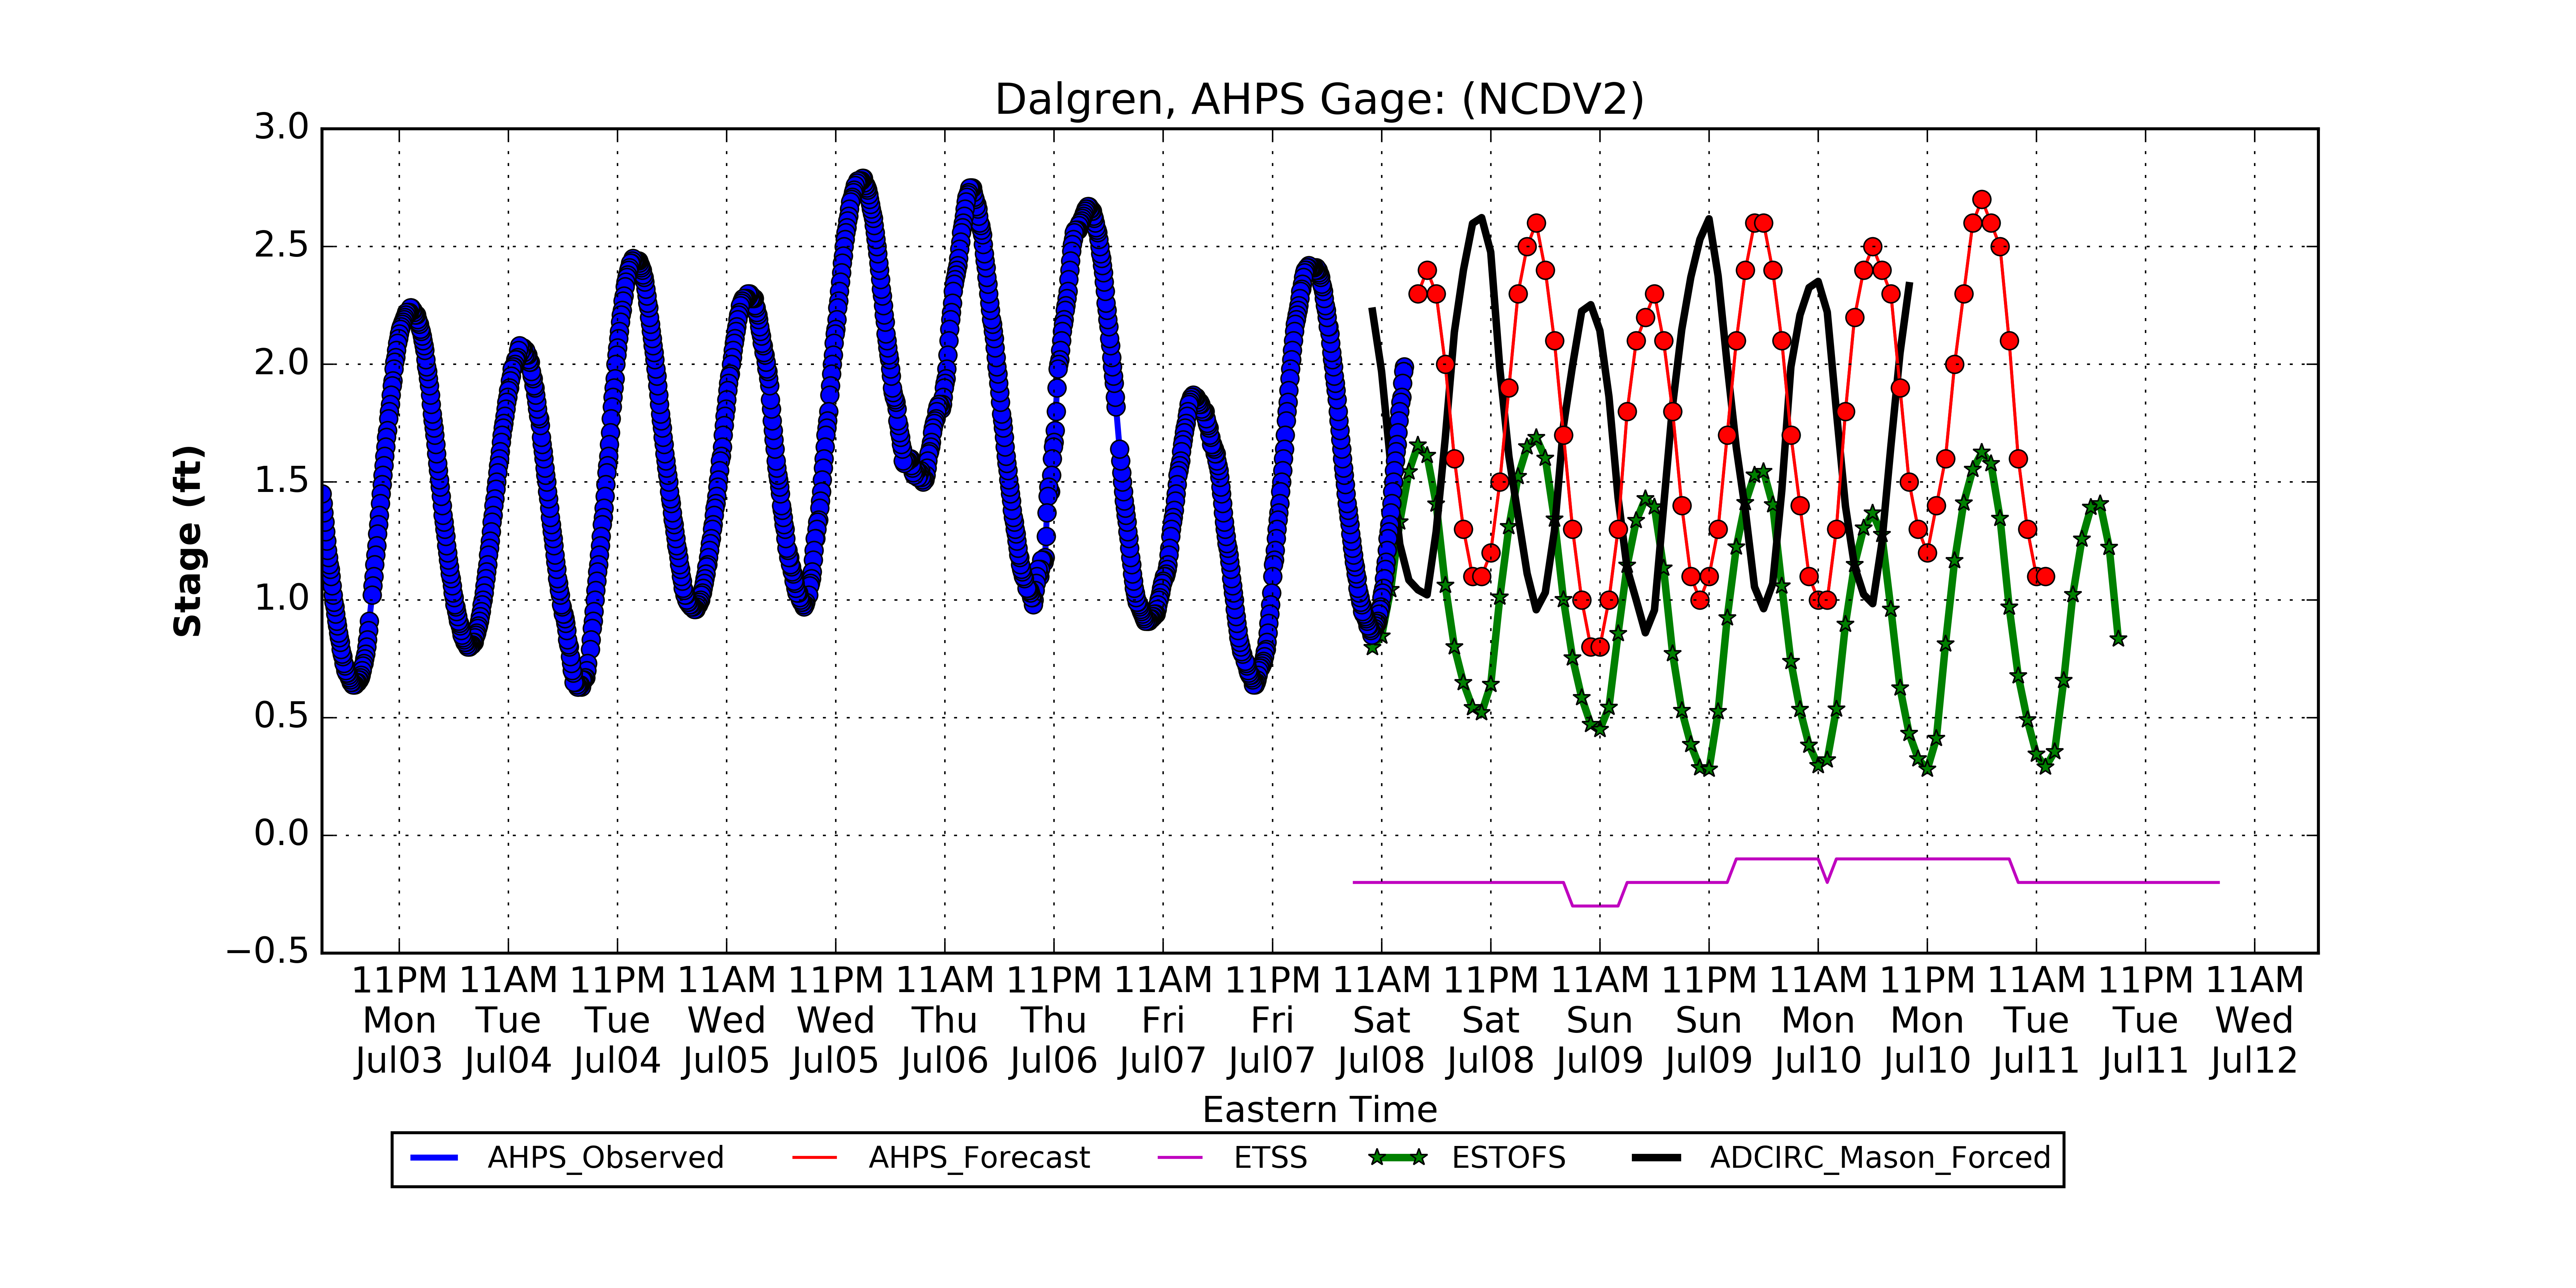 Dalgren, AHPS Gage: (NCDV2)
3.0
2.5
2.0
1.5
1.0
0.5
0.0
−0.5
Stage (ft)
11PM 11AM 11PM 11AM 11PM 11AM 11PM 11AM 11PM 11AM 11PM 11AM 11PM 11AM 11PM 11AM 11PM 11AM
Mon Tue Tue Wed Wed Thu Thu Fri Fri Sat Sat Sun Sun Mon Mon Tue Tue Wed
Jul03 Jul04 Jul04 Jul05 Jul05 Jul06 Jul06 Jul07 Jul07 Jul08 Jul08 Jul09 Jul09 Jul10 Jul10 Jul11 Jul11 Jul12
Eastern Time
AHPS_Observed AHPS_Forecast ETSS ESTOFS ADCIRC_Mason_Forced